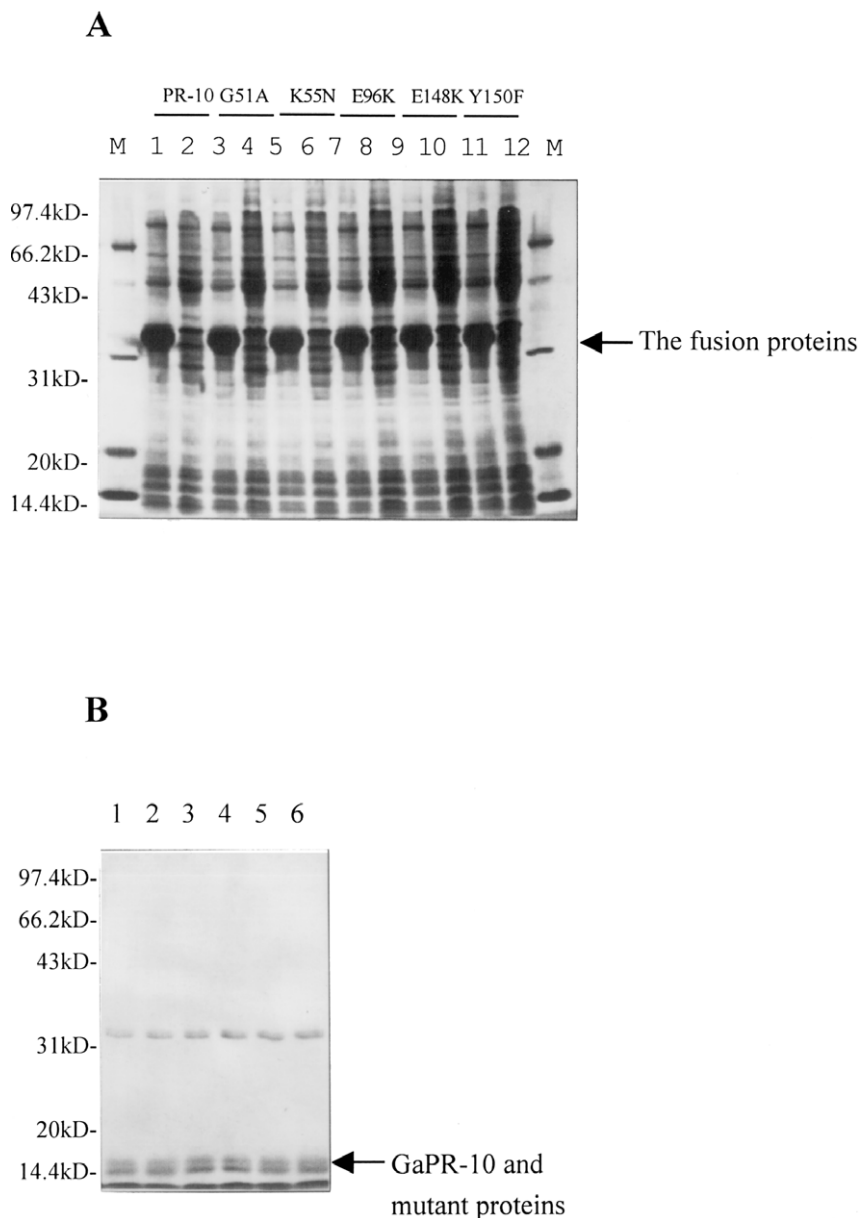 A
PR-10 G51A K55N E96K E148K Y150F
M 1 2 3 4 5 6 7 8 9 10 11 12 M
97.4kD-
66.2kD-
43kD-
The fusion proteins
31kD-
20kD-
14.4kD-
B
1 2 3 4 5 6
97.4kD-
66.2kD-
43kD-
31kD-
20kD-
14.4kD-
GaPR-10 and
mutant proteins